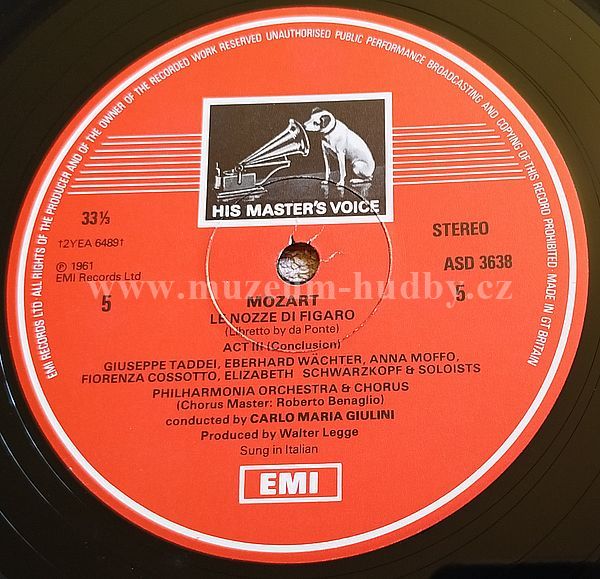 EMI RECORDS LTD ALL RIGHTS OF THE PRODUCER AND OF THE OWNER OF THE RECORDED WORK RESERVED UNAUTHORISED PUBLIC PERFORMANCE BROADCASTING AND COPYING OF THIS RECORD PROHIBITED MADE IN GT BRITAIN
HIS MASTER'S VOICE
33⅓
STEREO
(2YEA 6489)
ASD 3638
℗ 1961
EMI Records Ltd
5
5
www.muzeum-hudby.cz
MOZART
LE NOZZE DI FIGARO
(Libretto by da Ponte)
ACT III (Conclusion)
GIUSEPPE TADDEI, EBERHARD WÄCHTER, ANNA MOFFO,
FIORENZA COSSOTTO, ELIZABETH SCHWARZKOPF & SOLOISTS
PHILHARMONIA ORCHESTRA & CHORUS
(Chorus Master: Roberto Benaglio)
conducted by CARLO MARIA GIULINI
Produced by Walter Legge
Sung in Italian
EMI